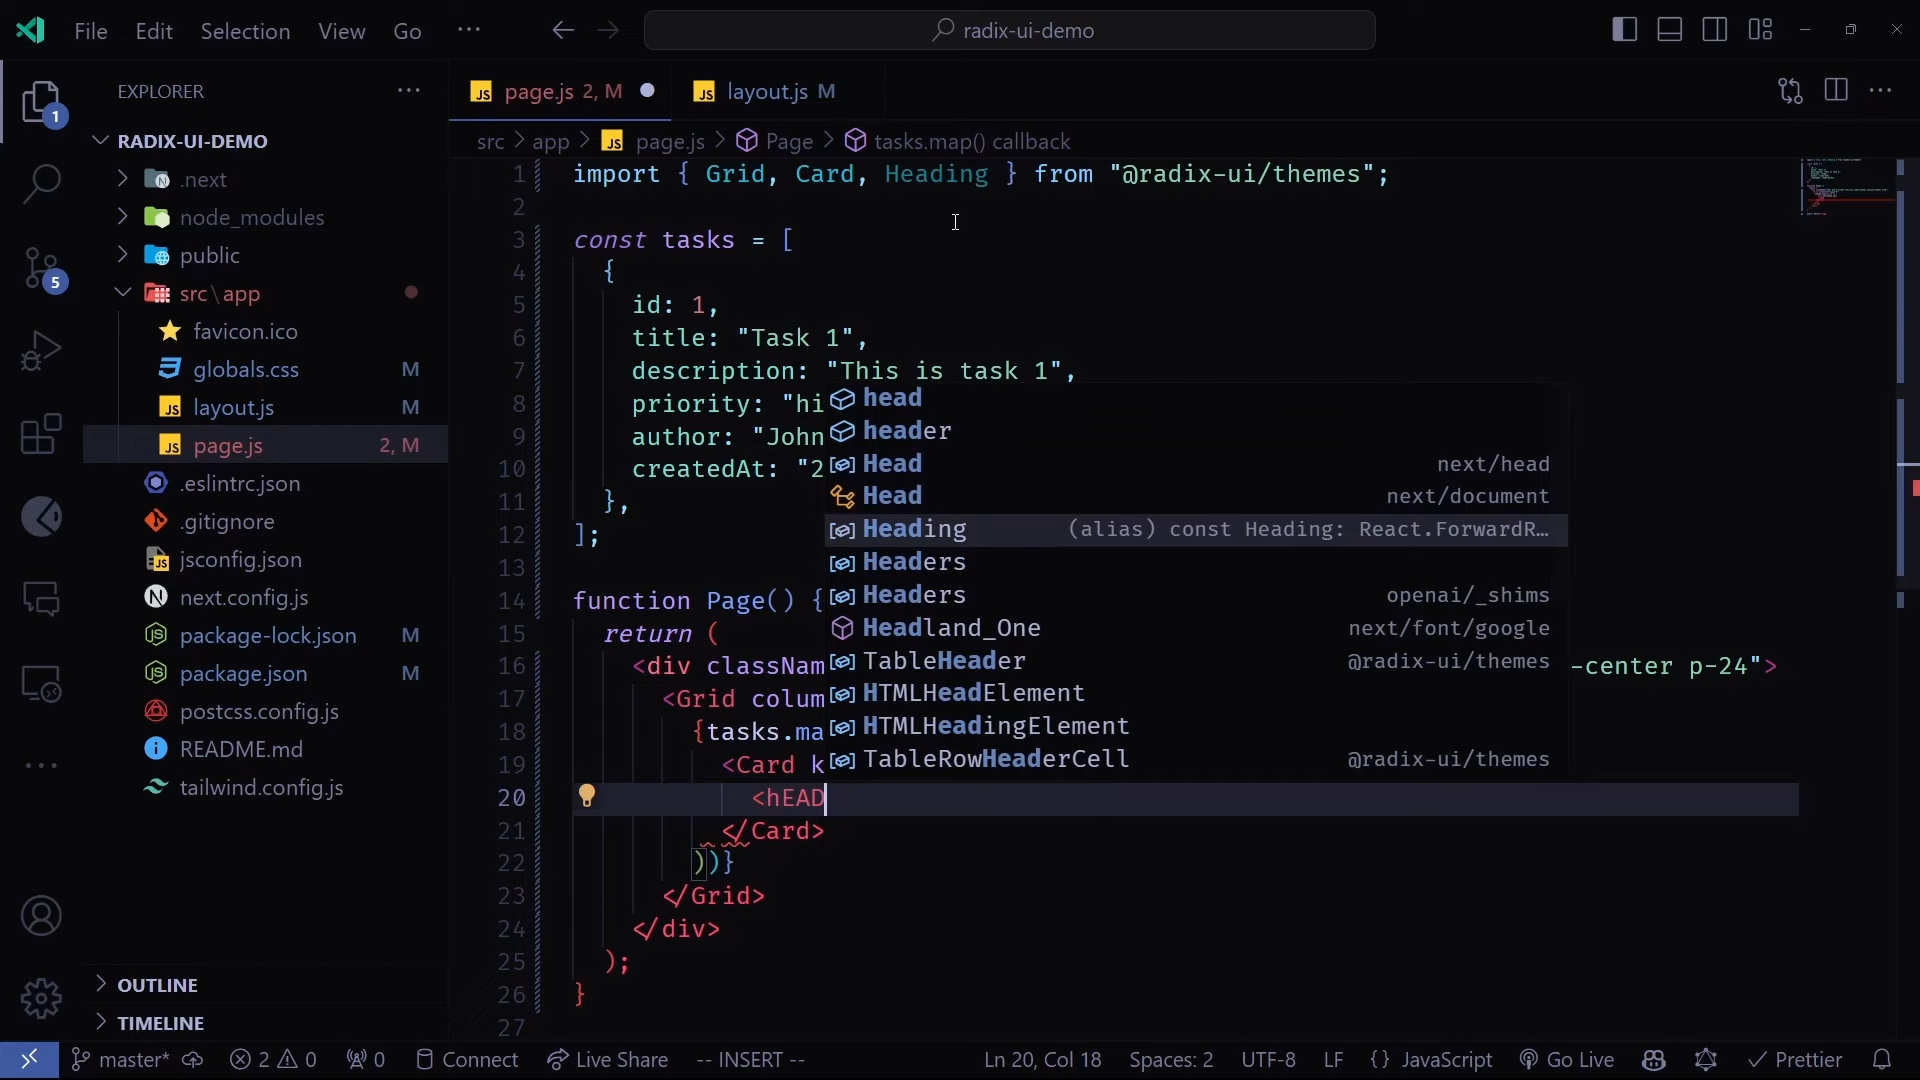 File Edit Selection View Go ··· radix-ui-demo
EXPLORER ···
1
RADIX-UI-DEMO
.next
node_modules
public
5
src\app
favicon.ico
globals.css M
layout.js M
page.js 2, M
.eslintrc.json
.gitignore
jsconfig.json
next.config.js
package-lock.json M
package.json M
postcss.config.js
README.md
tailwind.config.js
OUTLINE
TIMELINE
JS page.js 2, M
JS layout.js M
src > app > JS page.js > Page > tasks.map() callback
1 import { Grid, Card, Heading } from "@radix-ui/themes";
2
3 const tasks = [
4 {
5 id: 1,
6 title: "Task 1",
7 description: "This is task 1",
8 priority: "hi
9 author: "John
10 createdAt: "2
11 },
12 ];
13
14 function Page() {
15 return (
16 <div classNam -center p-24">
17 <Grid colum
18 {tasks.ma
19 <Card k
20 <hEAD
21 </Card>
22 ))}
23 </Grid>
24 </div>
25 );
26 }
27
head
header
Head next/head
Head next/document
Heading (alias) const Heading: React.ForwardR…
Headers
Headers openai/_shims
Headland_One next/font/google
TableHeader @radix-ui/themes
HTMLHeadElement
HTMLHeadingElement
TableRowHeaderCell @radix-ui/themes
master* 2 0 0 Connect Live Share -- INSERT -- Ln 20, Col 18 Spaces: 2 UTF-8 LF {} JavaScript Go Live Prettier